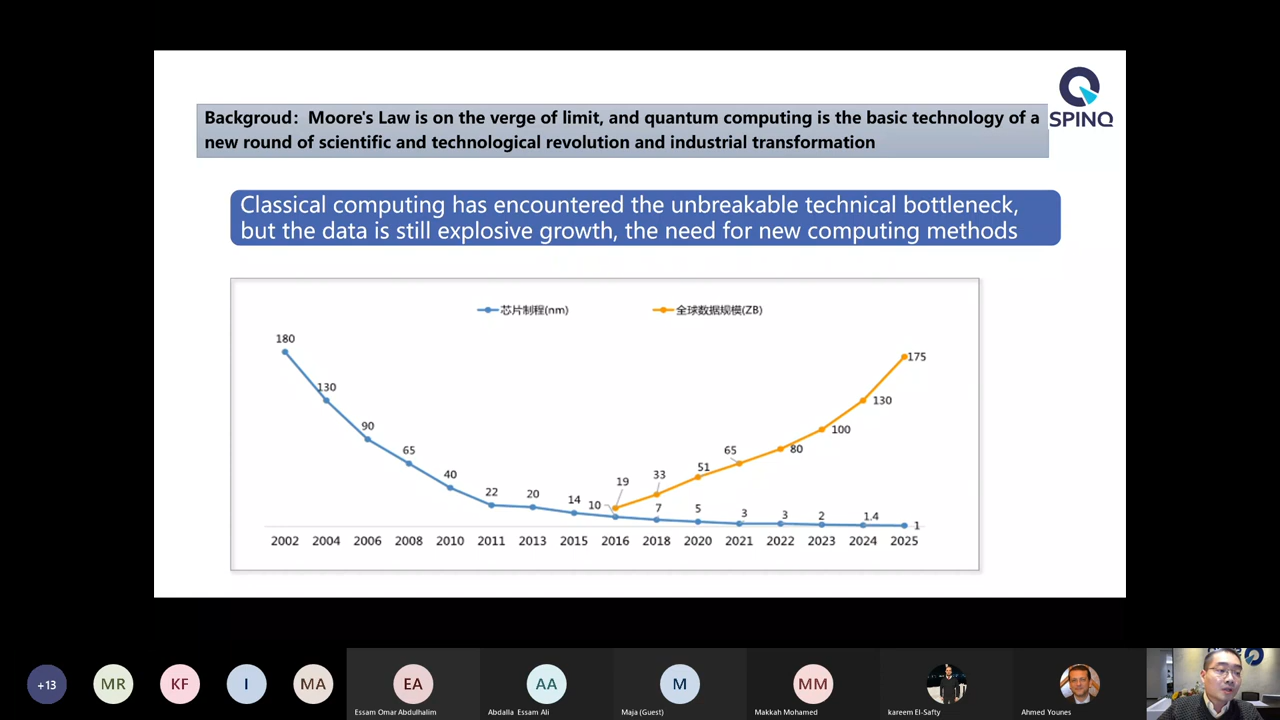 Backgroud：Moore's Law is on the verge of limit, and quantum computing is the basic technology of a
new round of scientific and technological revolution and industrial transformation
SPINQ
Classical computing has encountered the unbreakable technical bottleneck,
but the data is still explosive growth, the need for new computing methods
芯片制程(nm)
全球数据规模(ZB)
180
130
90
65
40
22
20
14
10
7
5
3
3
2
1.4
1
19
33
51
65
80
100
130
175
2002 2004 2006 2008 2010 2011 2013 2015 2016 2018 2020 2021 2022 2023 2024 2025
+13
MR
KF
I
MA
EA
Essam Omar Abdulhalim
AA
Abdalla Essam Ali
M
Maja (Guest)
MM
Makkah Mohamed
kareem El-Safty
Ahmed Younes